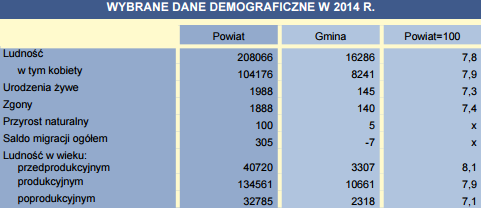 WYBRANE DANE DEMOGRAFICZNE W 2014 R.
Powiat Gmina Powiat=100
Ludność 208066 16286 7,8
w tym kobiety 104176 8241 7,9
Urodzenia żywe 1988 145 7,3
Zgony 1888 140 7,4
Przyrost naturalny 100 5 x
Saldo migracji ogółem 305 -7 x
Ludność w wieku:
przedprodukcyjnym 40720 3307 8,1
produkcyjnym 134561 10661 7,9
poprodukcyjnym 32785 2318 7,1